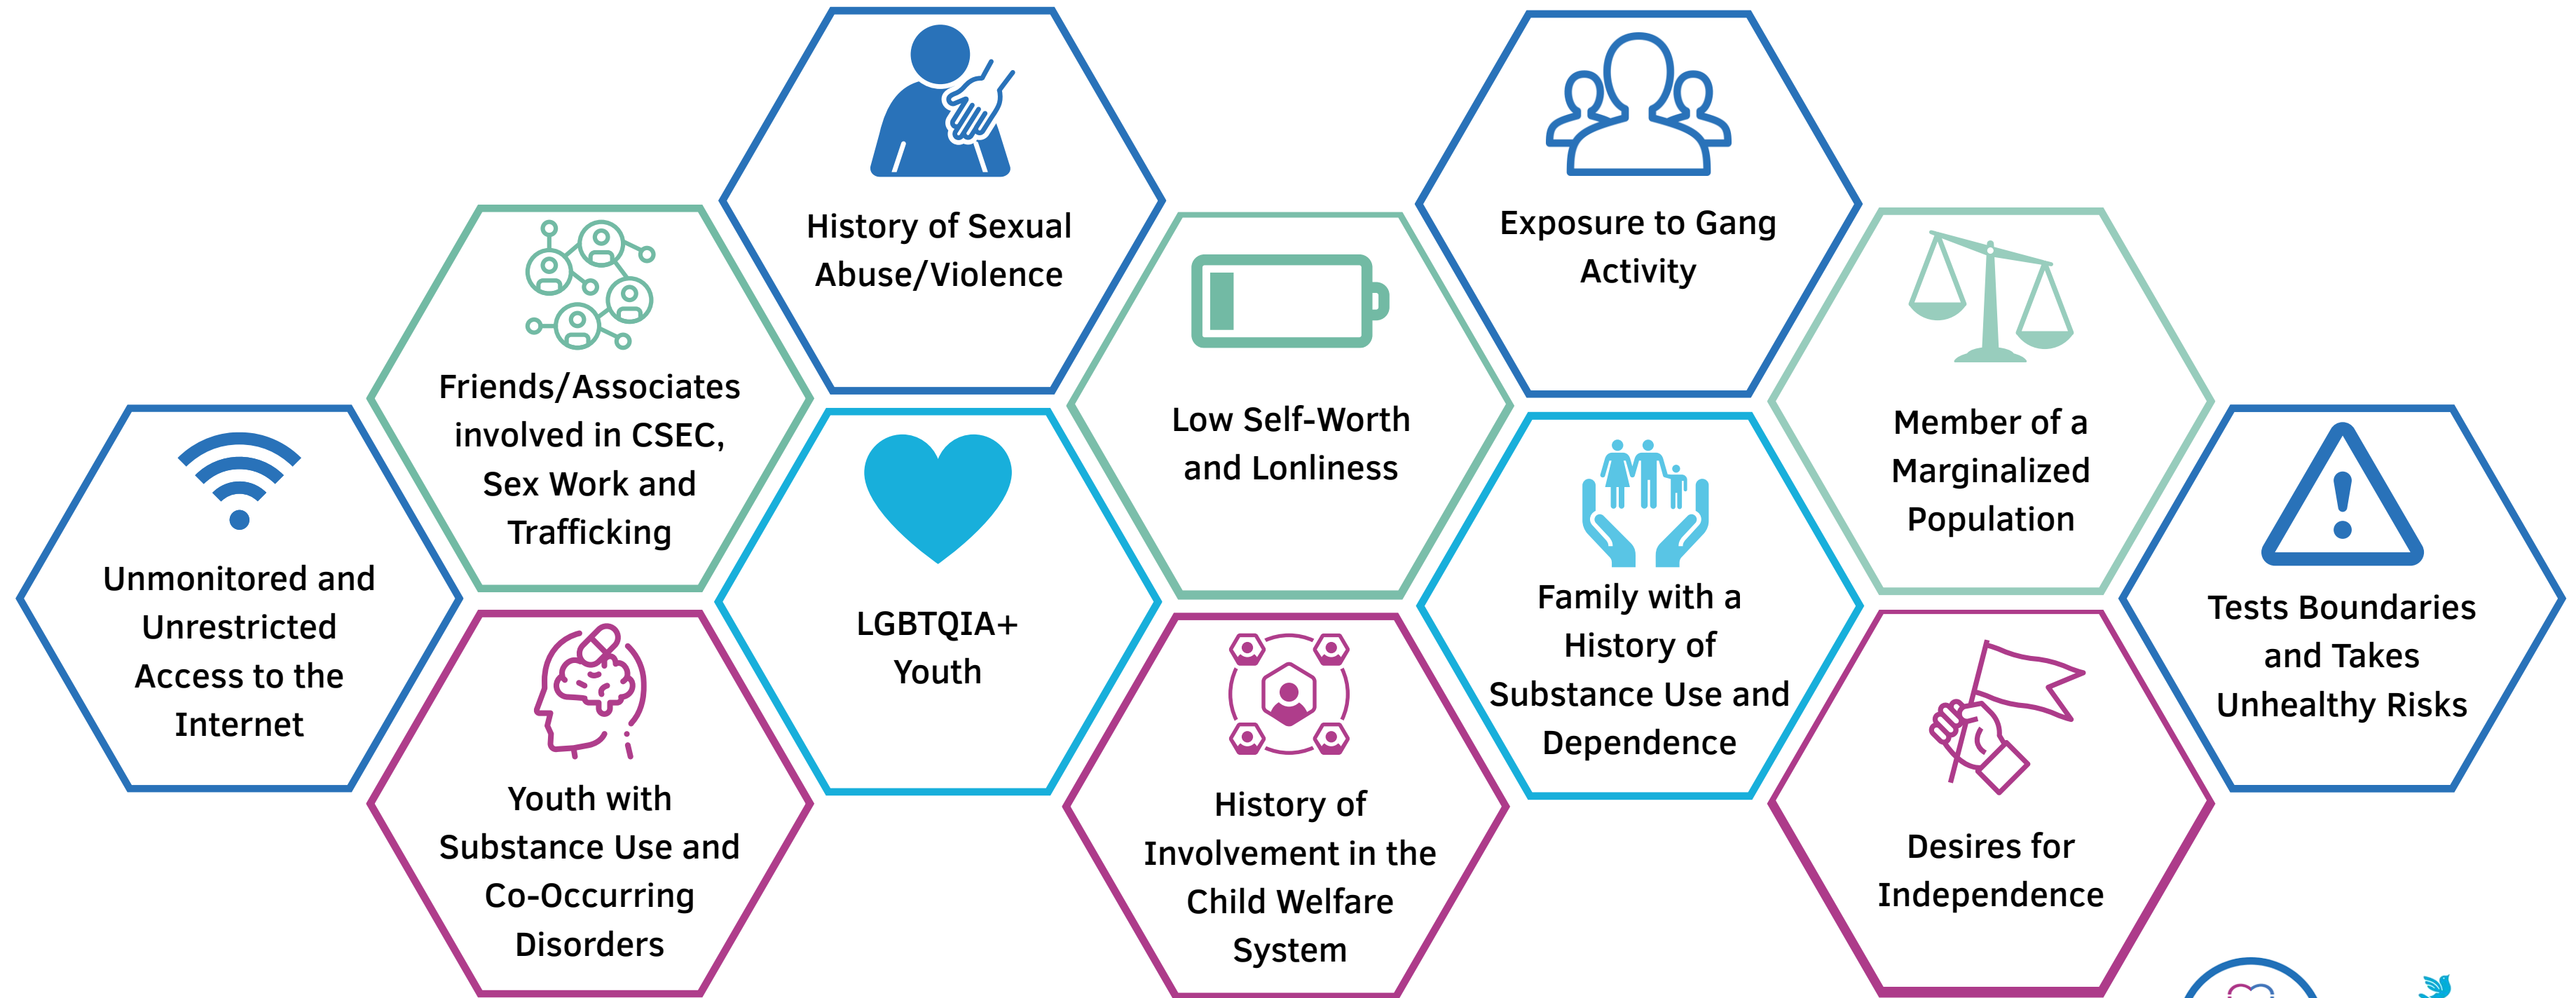 History of Sexual
Abuse/Violence
Exposure to Gang
Activity
Friends/Associates
involved in CSEC,
Sex Work and
Trafficking
Low Self-Worth
and Lonliness
Member of a
Marginalized
Population
Unmonitored and
Unrestricted
Access to the
Internet
LGBTQIA+
Youth
Family with a
History of
Substance Use and
Dependence
Tests Boundaries
and Takes
Unhealthy Risks
Youth with
Substance Use and
Co-Occurring
Disorders
History of
Involvement in the
Child Welfare
System
Desires for
Independence